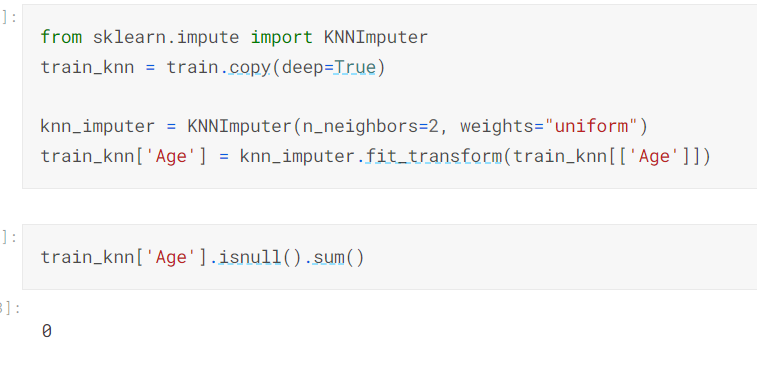 ]:
from sklearn.impute import KNNImputer
train_knn = train.copy(deep=True)
knn_imputer = KNNImputer(n_neighbors=2, weights="uniform")
train_knn['Age'] = knn_imputer.fit_transform(train_knn[['Age']])
]:
train_knn['Age'].isnull().sum()
]:
0